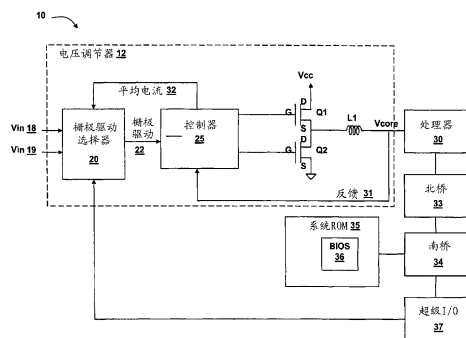 10
电压调节器 12
平均电流 32
Vcc
D
G
Q1
S
L1
Vcore
Vin 18
Vin 19
栅极驱动
选择器
20
栅极
驱动
22
控制器
25
D
G
Q2
S
处理器
30
反馈 31
北桥
33
系统ROM 35
BIOS
36
南桥
34
超级I/O
37